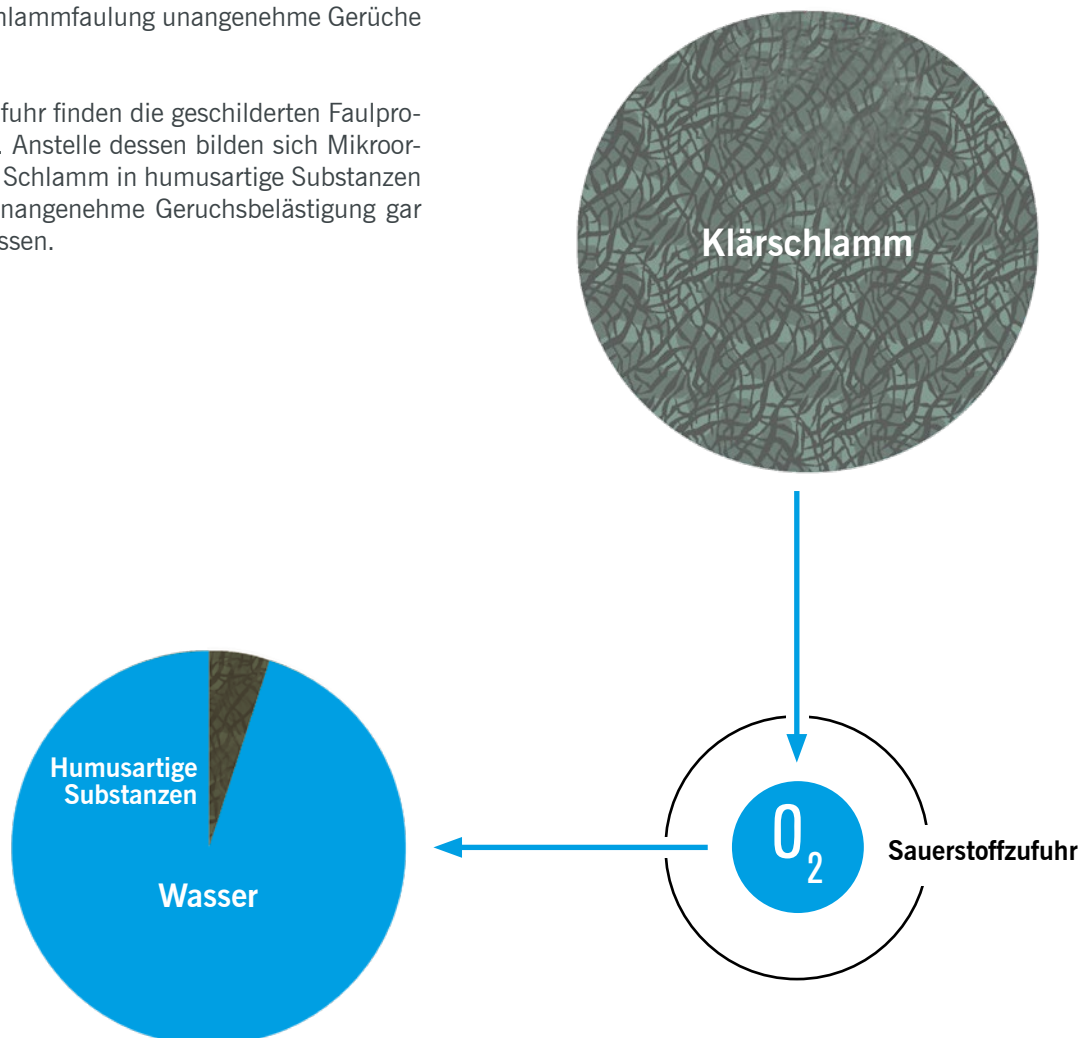 hlammfaulung unangenehme Gerüche
fuhr finden die geschilderten Faulpro-
. Anstelle dessen bilden sich Mikroor-
Schlamm in humusartige Substanzen
nangenehme Geruchsbelästigung gar
ssen.
Klärschlamm
Humusartige
Substanzen
Wasser
O2
Sauerstoffzufuhr